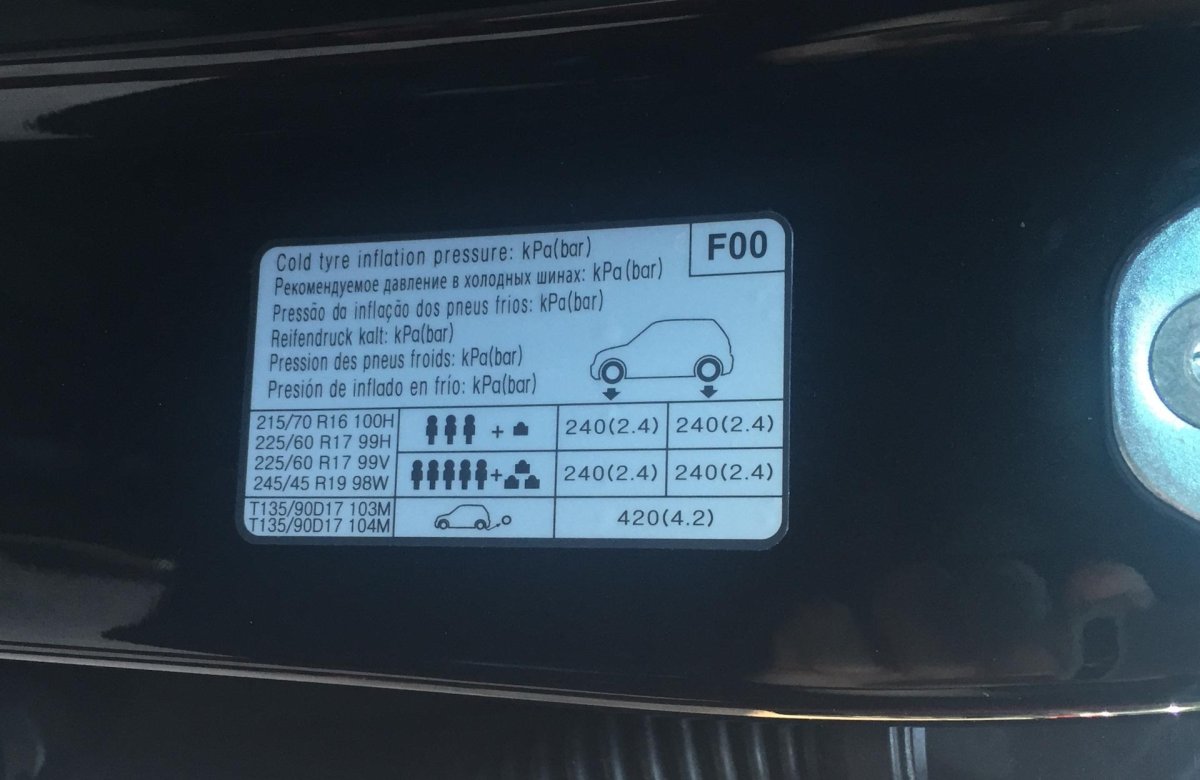 Cold tyre inflation pressure: kPa(bar)
F00
Рекомендуемое давление в холодных шинах: kPa(bar)
Pressão da inflação dos pneus frios: kPa(bar)
Reifendruck kalt: kPa(bar)
Pression des pneus froids: kPa(bar)
Presión de inflado en frío: kPa(bar)
215/70 R16 100H
225/60 R17 99H
225/60 R17 99V
245/45 R19 98W
+ 240(2.4) 240(2.4)
+ 240(2.4) 240(2.4)
T135/90D17 103M
T135/90D17 104M
420(4.2)